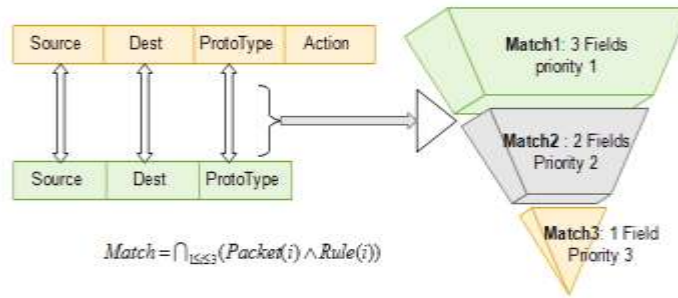 Source Dest ProtoType Action
Match1: 3 Fields
priority 1
Match2 : 2 Fields
Priority 2
Source Dest ProtoType
Match3: 1 Field
Priority 3
Match=⋂1≤i≤3(Packet(i)∧Rule(i))